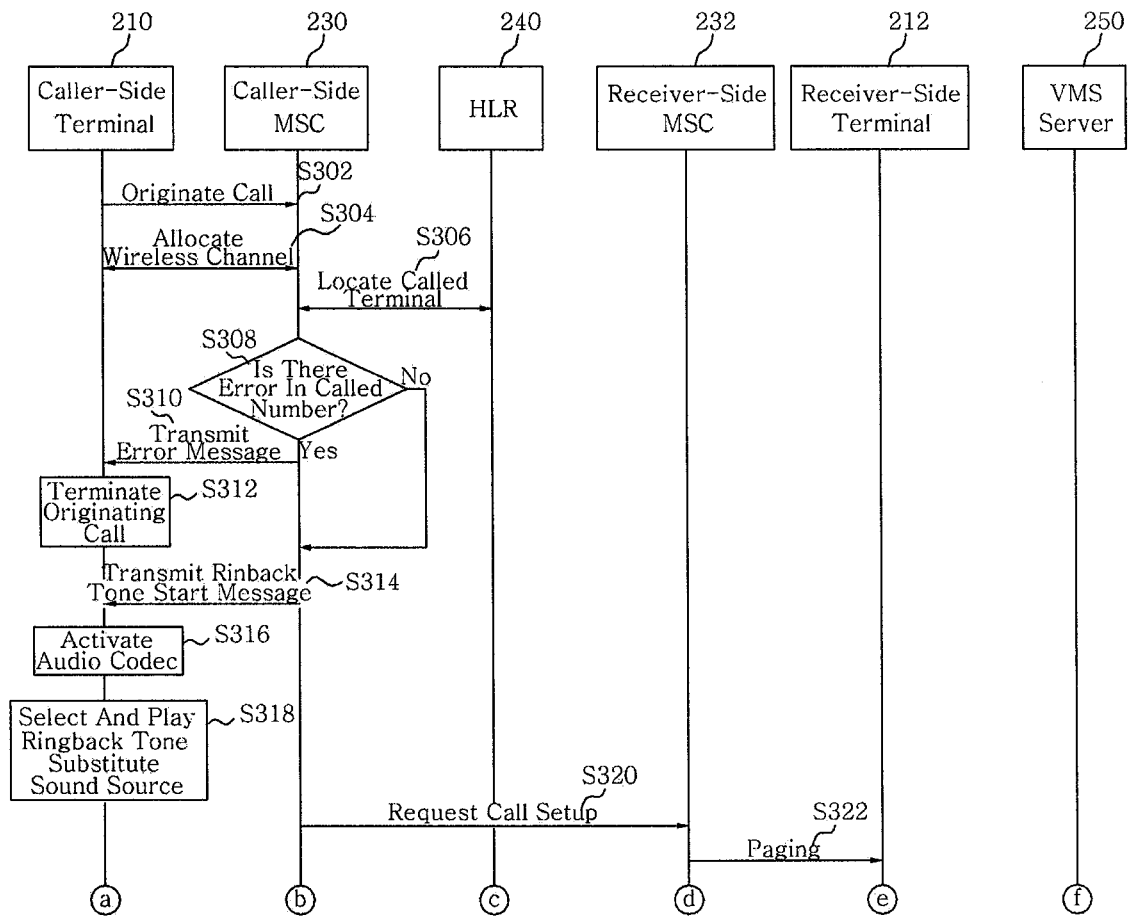 210
230
240
232
212
250
Caller-Side
Terminal
Caller-Side
MSC
HLR
Receiver-Side
MSC
Receiver-Side
Terminal
VMS
Server
S302
Originate Call
S304
Allocate
Wireless Channel
S306
Locate Called
Terminal
S308
Is There
Error In Called
Number?
No
S310
Transmit
Error Message
Yes
S312
Terminate
Originating
Call
Transmit Rinback
Tone Start Message
S314
Activate
Audio Codec
S316
Select And Play
Ringback Tone
Substitute
Sound Source
S318
S320
Request Call Setup
S322
Paging
a
b
c
d
e
f